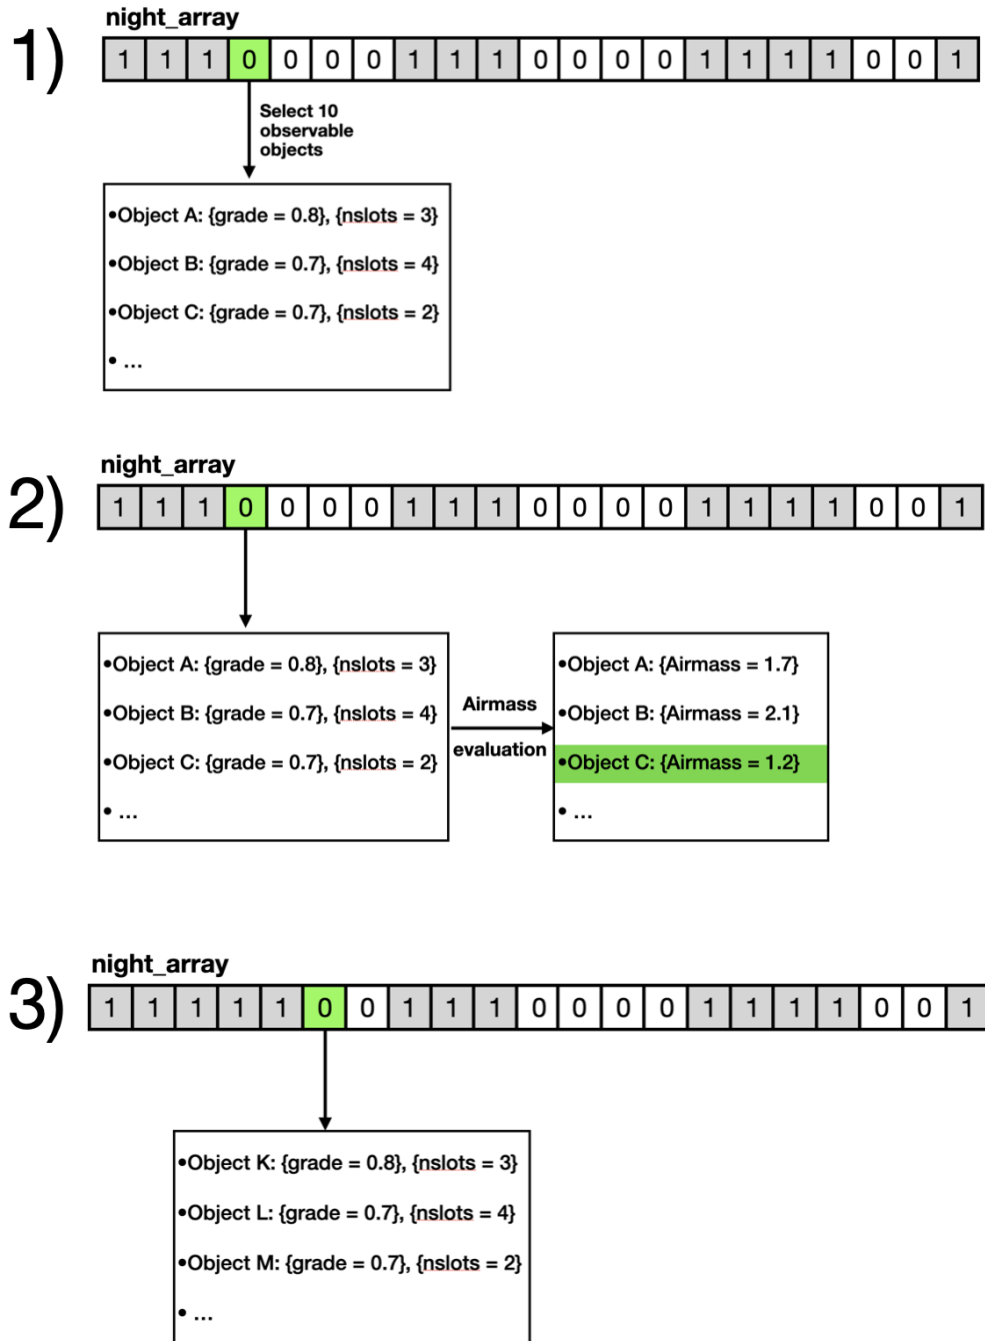 night_array
1)
1 1 1 0 0 0 0 1 1 1 0 0 0 0 1 1 1 1 0 0 1
Select 10
observable
objects
•Object A: {grade = 0.8}, {nslots = 3}
•Object B: {grade = 0.7}, {nslots = 4}
•Object C: {grade = 0.7}, {nslots = 2}
• ...
night_array
2)
1 1 1 0 0 0 0 1 1 1 0 0 0 0 1 1 1 1 0 0 1
•Object A: {grade = 0.8}, {nslots = 3}
•Object B: {grade = 0.7}, {nslots = 4}
•Object C: {grade = 0.7}, {nslots = 2}
• ...
Airmass
evaluation
•Object A: {Airmass = 1.7}
•Object B: {Airmass = 2.1}
•Object C: {Airmass = 1.2}
• ...
night_array
3)
1 1 1 1 1 0 0 1 1 1 0 0 0 0 1 1 1 1 0 0 1
•Object K: {grade = 0.8}, {nslots = 3}
•Object L: {grade = 0.7}, {nslots = 4}
•Object M: {grade = 0.7}, {nslots = 2}
• ...